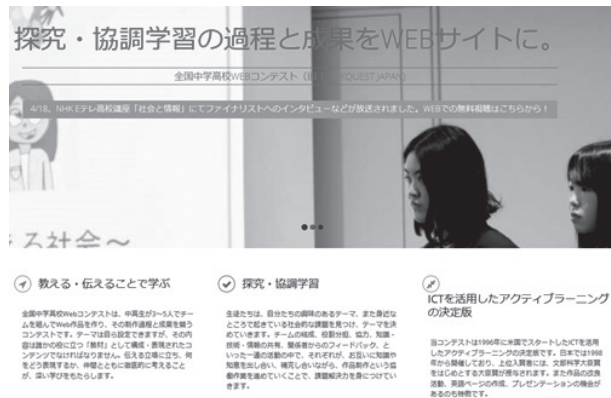 探究・協調学習の過程と成果をWEBサイトに。
全国中学高校WEBコンテスト
QUEST JAPAN)
4/18、NHK Eテレ高校講座「社会と情報」にてファイナリストへのインタビューなどが放送されました。WEBでの無料視聴はこちらから！
る社会～
教える・伝えることで学ぶ
全国中学高校Webコンテストは、中高生が3～5人でチー
ムを組んでWeb作品を作り、その制作過程と成果を競う
コンテストです。テーマは自ら設定できますが、その内
容は誰かの役に立つ「教材」として構成・表現されたコ
ンテンツでなければなりません。伝える立場に立ち、何
をどう表現するか、仲間とともに徹底的に考えること
が、深い学びをもたらします。
探究・協調学習
生徒たちは、自分たちの興味のあるテーマ、また身近な
ところで起きている社会的な課題を見つけ、テーマを決
めていきます。チームの結成、役割分担、協力、知識・
技術・情報の共有、関係者からのフィードバック、と
いった一連の活動の中で、それぞれが、お互いに知識や
知恵を出し合い、補完し合いながら、作品制作という協
働作業を進めていくことで、課題解決力を身につけてい
きます。
ICTを活用したアクティブラーニング
の決定版
当コンテストは1996年に米国でスタートしたICTを活用
したアクティブラーニングの決定版です。日本では1998
年から開催しており、上位入賞者には、文部科学大臣賞
をはじめとする大臣賞が授与されます。また作品の改良
活動、英語ページの作成、プレゼンテーションの機会が
あるのも特徴です。